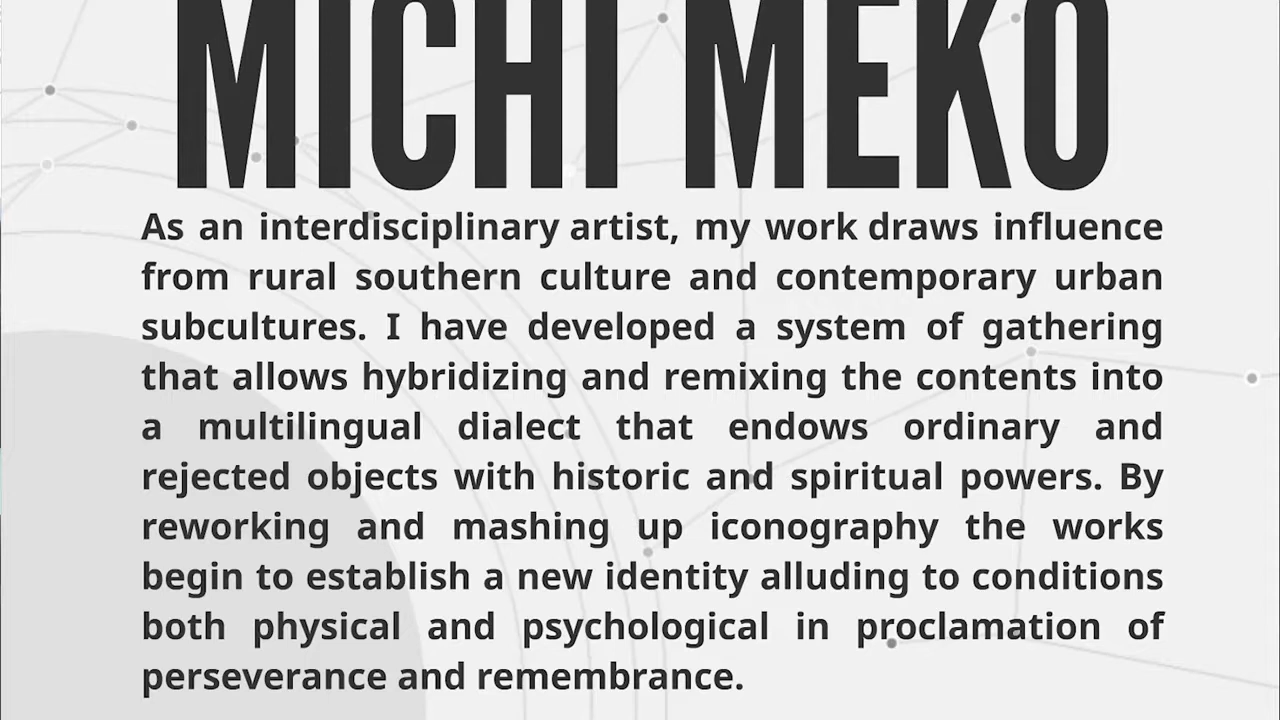 MICHI MEKO
As an interdisciplinary artist, my work draws influence
from rural southern culture and contemporary urban
subcultures. I have developed a system of gathering
that allows hybridizing and remixing the contents into
a multilingual dialect that endows ordinary and
rejected objects with historic and spiritual powers. By
reworking and mashing up iconography the works
begin to establish a new identity alluding to conditions
both physical and psychological in proclamation of
perseverance and remembrance.